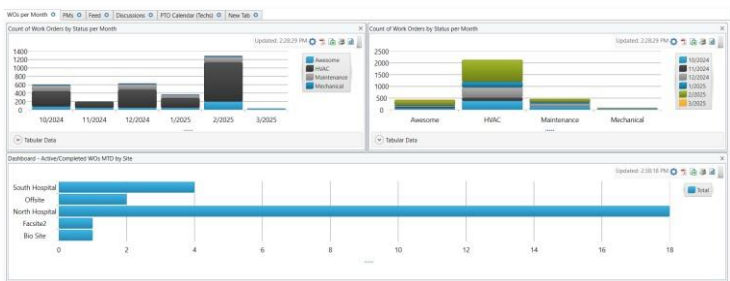 WOs per Month PMs Feed Discussions PTO Calendar (Techs) New Tab
Count of Work Orders by Status per Month
Updated: 2:28:29 PM
1400
1200
1000
800
600
400
200
0
10/2024 11/2024 12/2024 1/2025 2/2025 3/2025
Awesome
HVAC
Maintenance
Mechanical
Tabular Data
Count of Work Orders by Status per Month
Updated: 2:28:29 PM
2500
2000
1500
1000
500
0
Awesome HVAC Maintenance Mechanical
10/2024
11/2024
12/2024
1/2025
2/2025
3/2025
Tabular Data
Dashboard - Active/Completed WOs MTD by Site
Updated: 2:38:18 PM
South Hospital
Offsite
North Hospital
Facsite2
Bio Site
0 2 4 6 8 10 12 14 16 18
Total